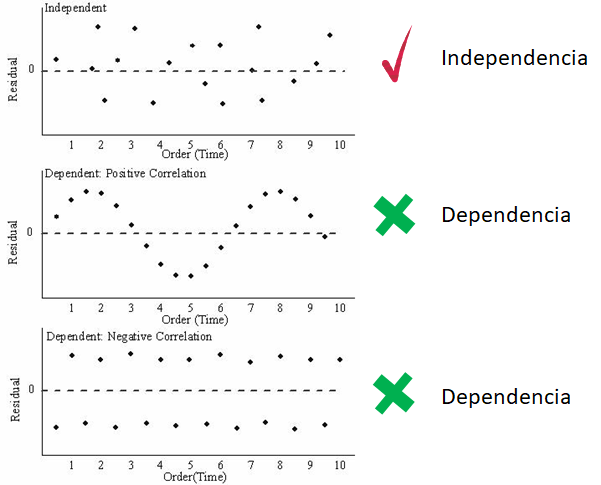 Independent
Residual
0
1 2 3 4 5 6 7 8 9 10
Order (Time)
Independencia
Dependent: Positive Correlation
Residual
0
1 2 3 4 5 6 7 8 9 10
Order (Time)
Dependencia
Dependent: Negative Correlation
Residual
0
1 2 3 4 5 6 7 8 9 10
Order(Time)
Dependencia